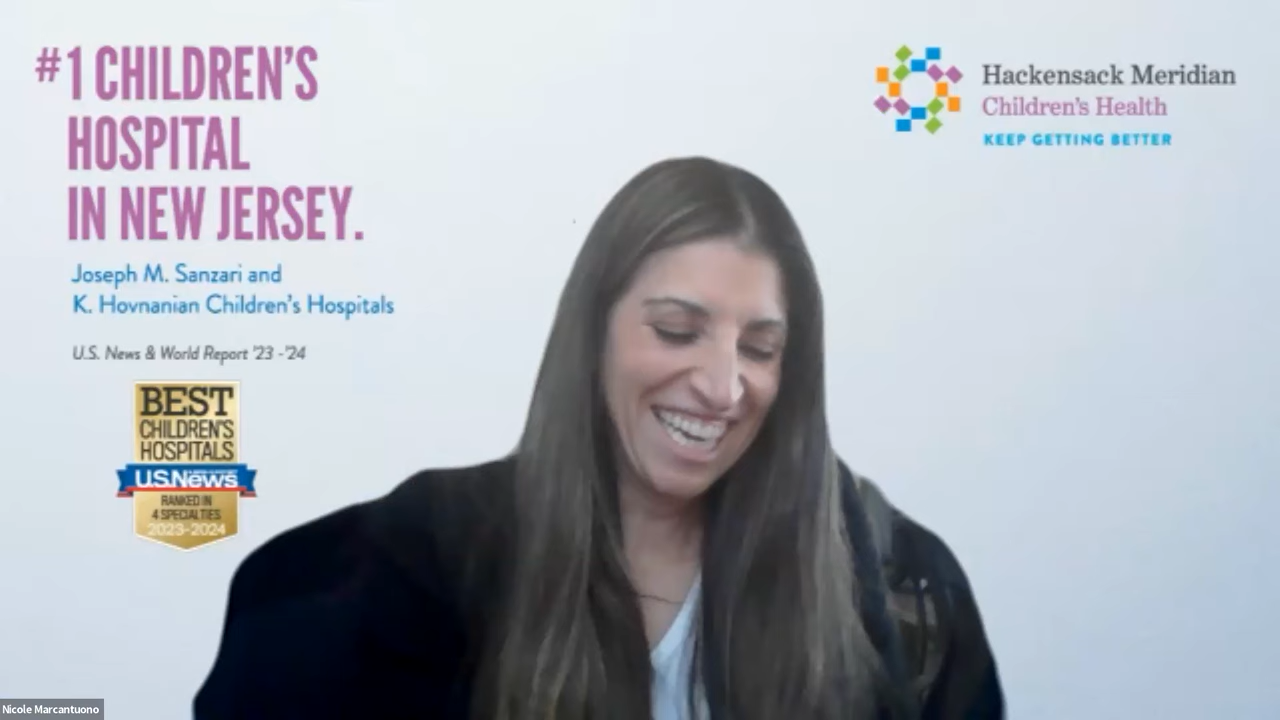 #1 CHILDREN'S
HOSPITAL
IN NEW JERSEY.
Joseph M. Sanzari and
K. Hovnanian Children's Hospitals
U.S. News & World Report '23 -'24
BEST
CHILDREN'S
HOSPITALS
U.S.News
RANKED IN
4 SPECIALTIES
2023-2024
Hackensack Meridian
Children's Health
KEEP GETTING BETTER
Nicole Marcantuono